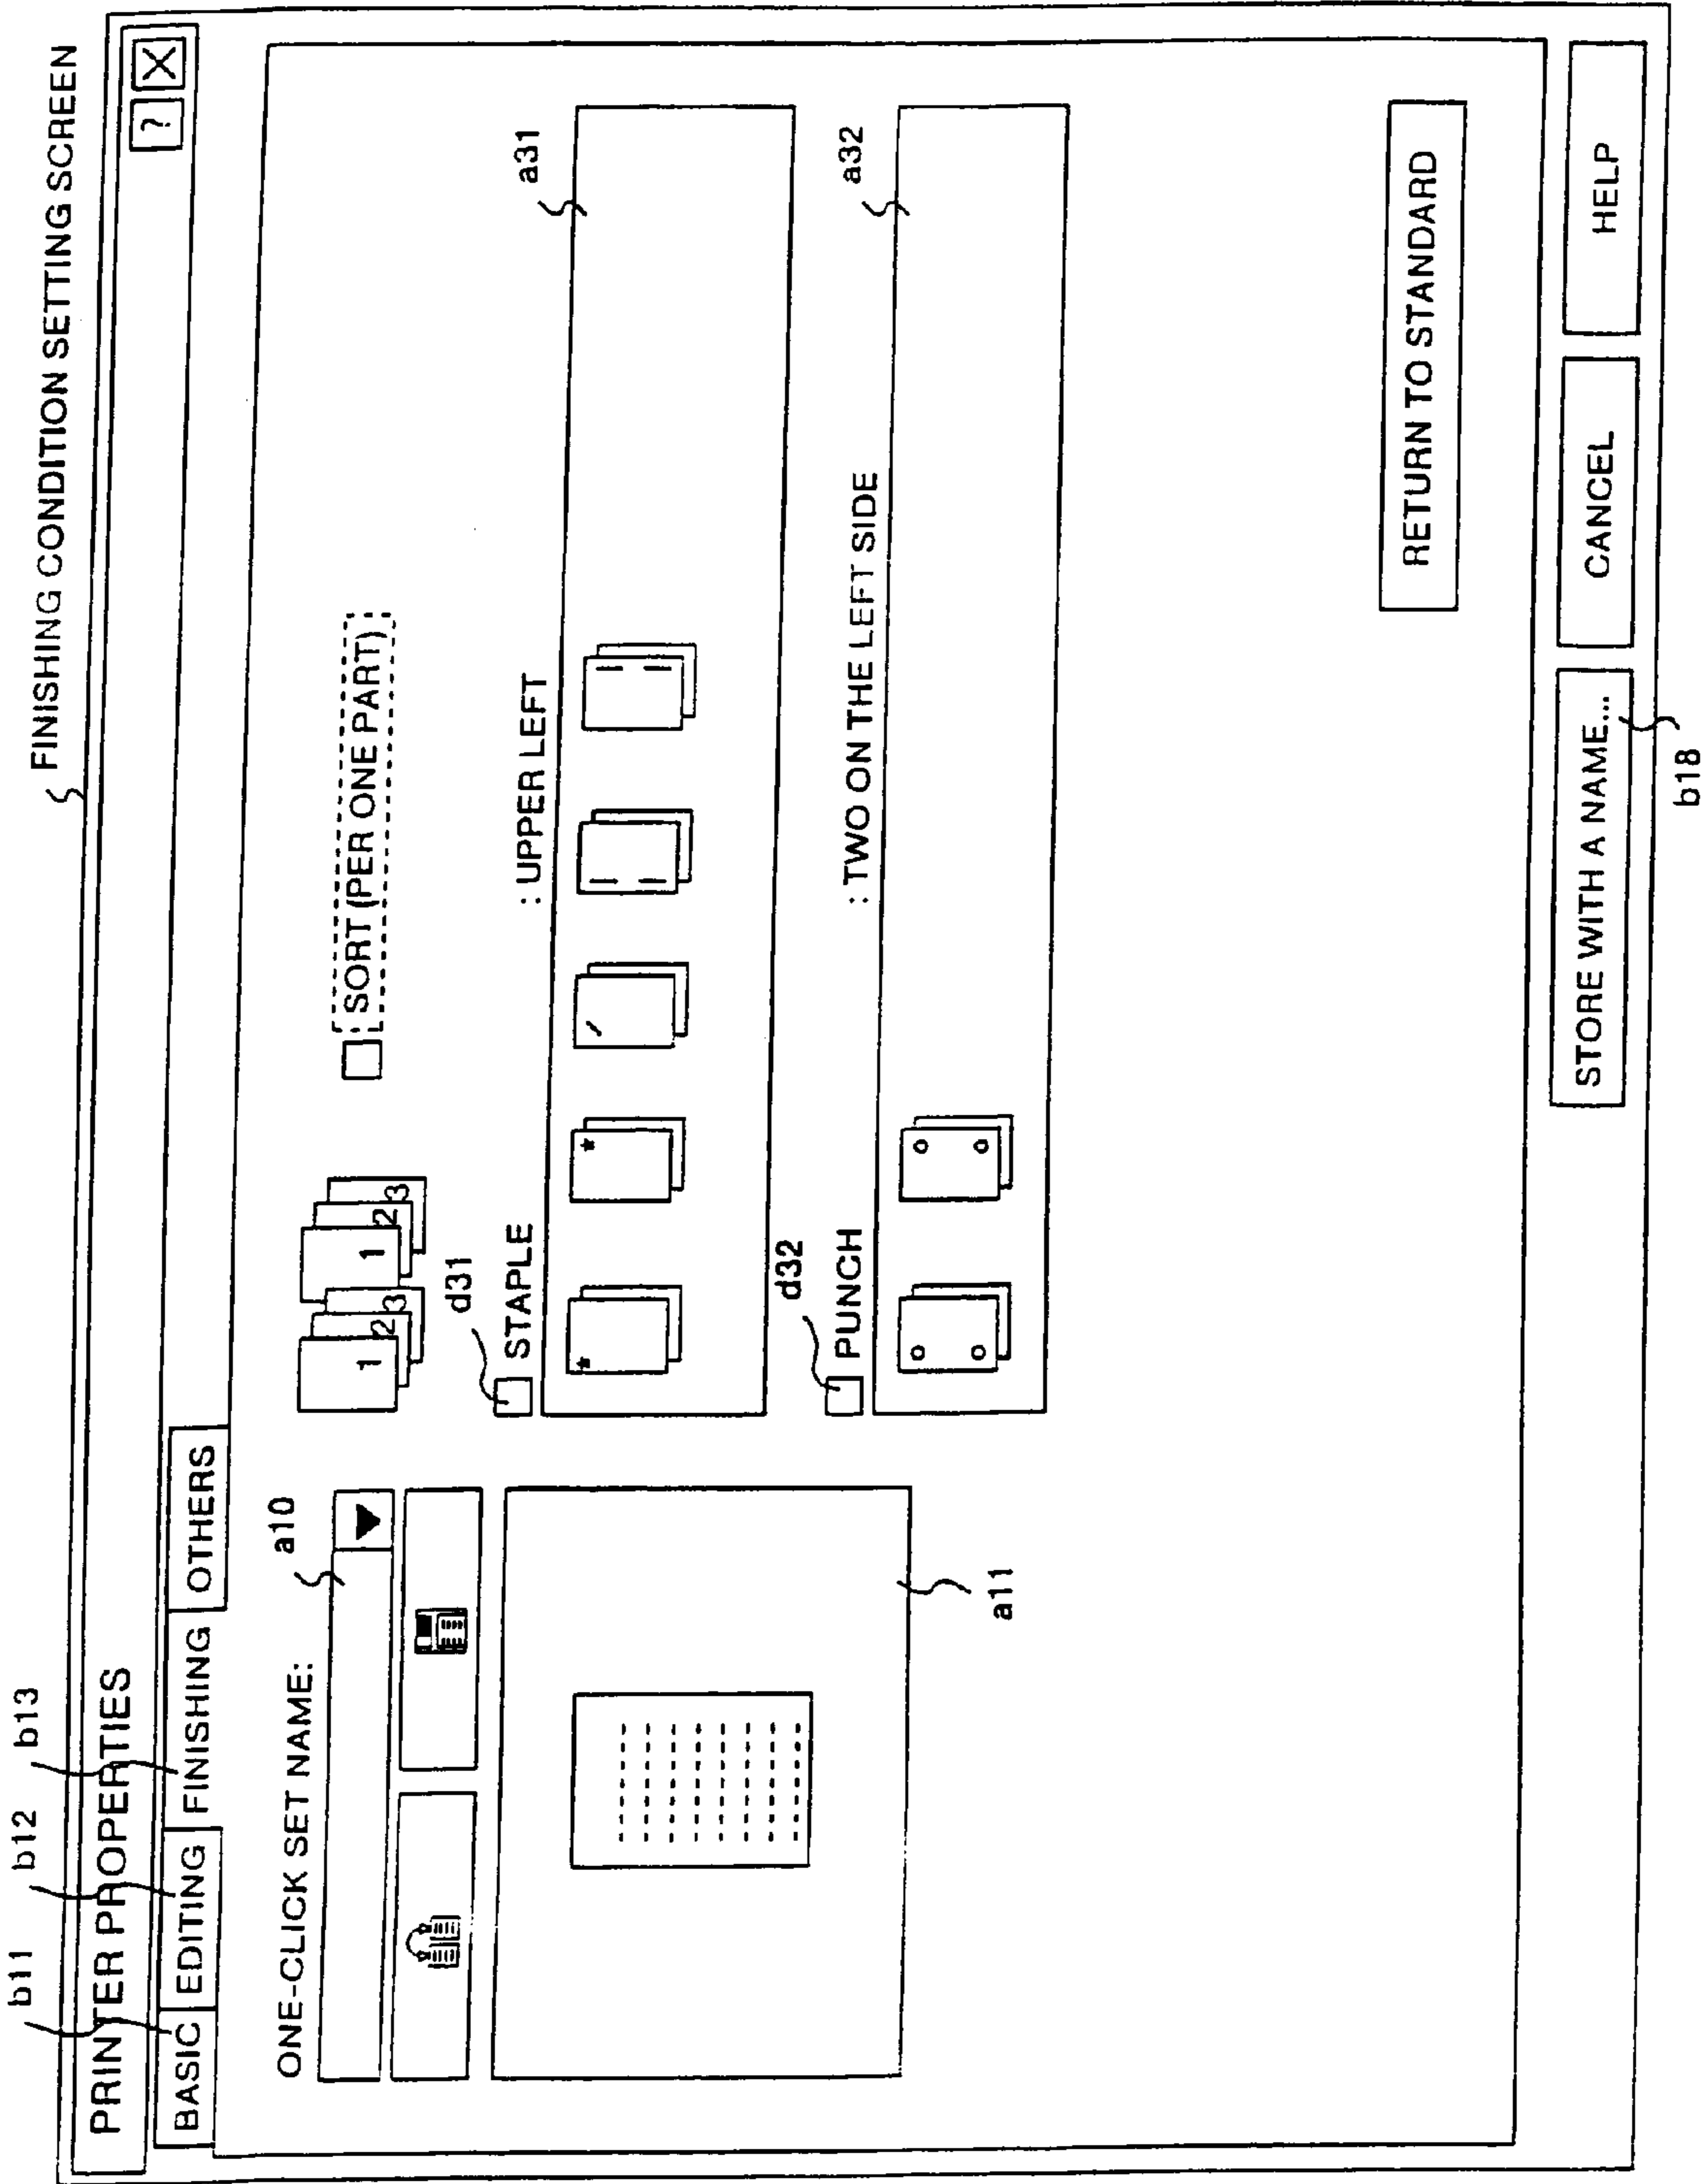 FINISHING CONDITION SETTING SCREEN
b11 b12 b13
PRINTER PROPERTIES
? X
BASIC EDITING FINISHING OTHERS
ONE-CLICK SET NAME:
a10
1 2 3 1 2 3
SORT (PER ONE PART)
d31
STAPLE : UPPER LEFT
a31
* *
d32
PUNCH : TWO ON THE LEFT SIDE
a32
a11
RETURN TO STANDARD
STORE WITH A NAME... CANCEL HELP
b18